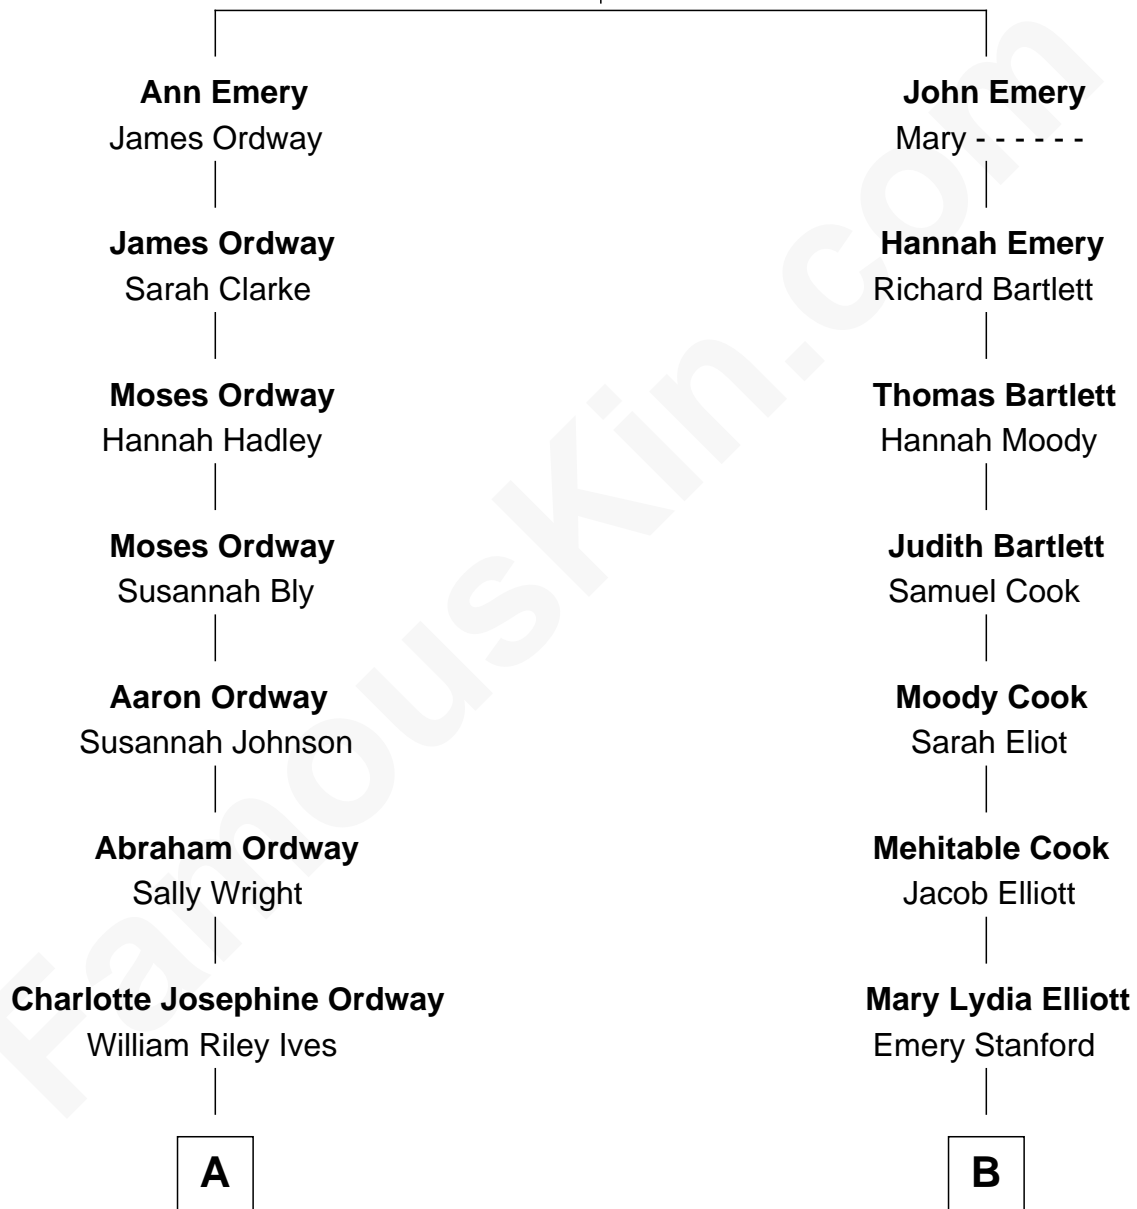 Ann Emery
James Ordway
James Ordway
Sarah Clarke
Moses Ordway
Hannah Hadley
Moses Ordway
Susannah Bly
Aaron Ordway
Susannah Johnson
Abraham Ordway
Sally Wright
Charlotte Josephine Ordway
William Riley Ives
A
John Emery
Mary - - - - - -
Hannah Emery
Richard Bartlett
Thomas Bartlett
Hannah Moody
Judith Bartlett
Samuel Cook
Moody Cook
Sarah Eliot
Mehitable Cook
Jacob Elliott
Mary Lydia Elliott
Emery Stanford
B
FamousKin.com